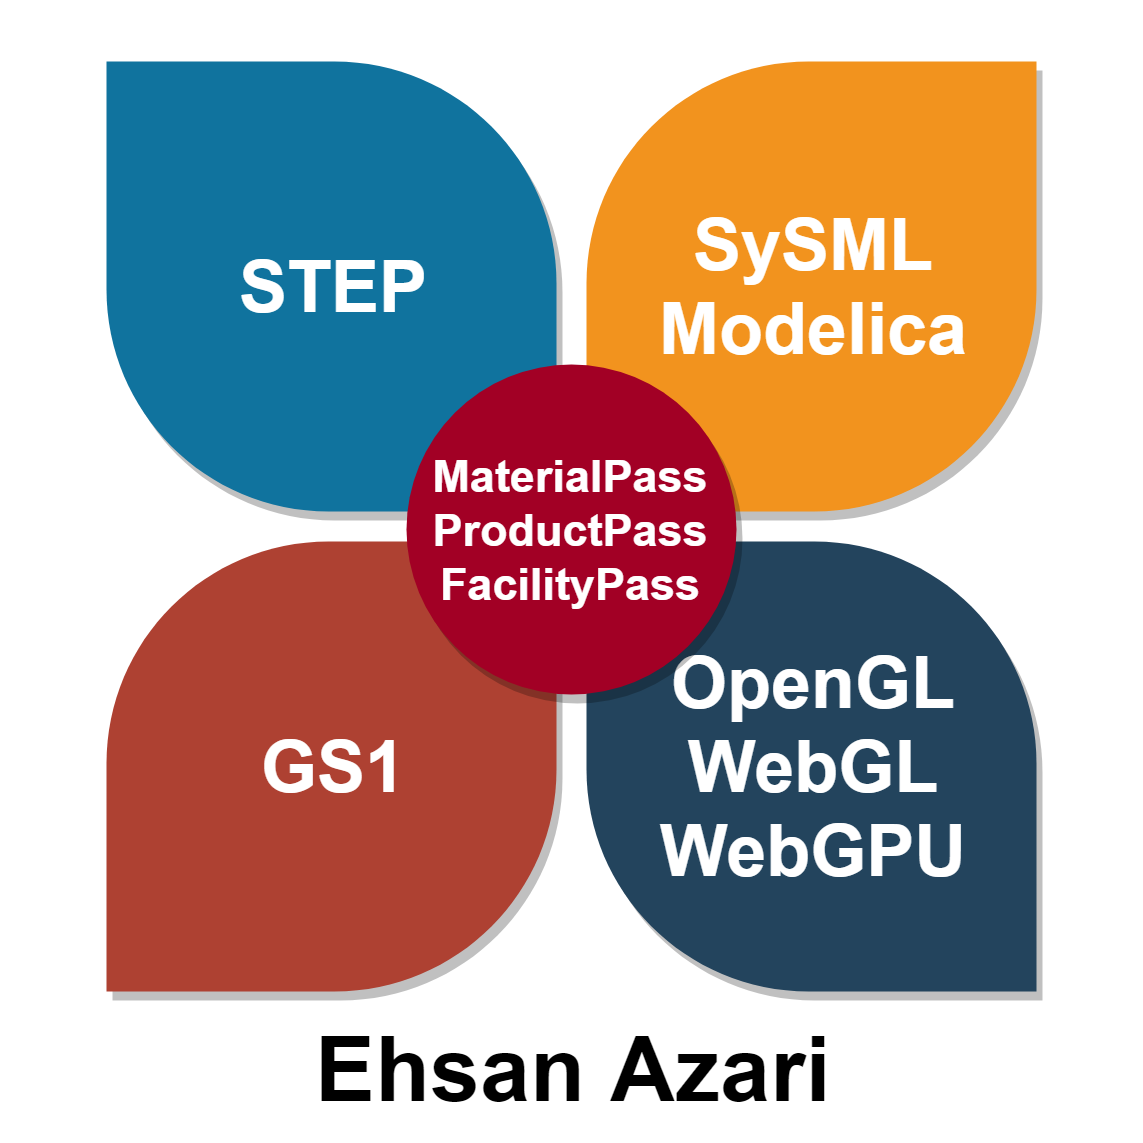 STEP
SySML
Modelica
MaterialPass
ProductPass
FacilityPass
GS1
OpenGL
WebGL
WebGPU
Ehsan Azari